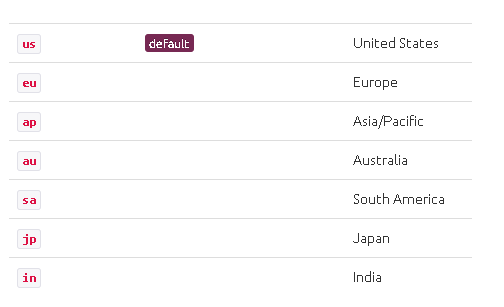 us deFault United States
eu Europe
ap Asia/Pacific
au Australia
sa South America
jp Japan
in India